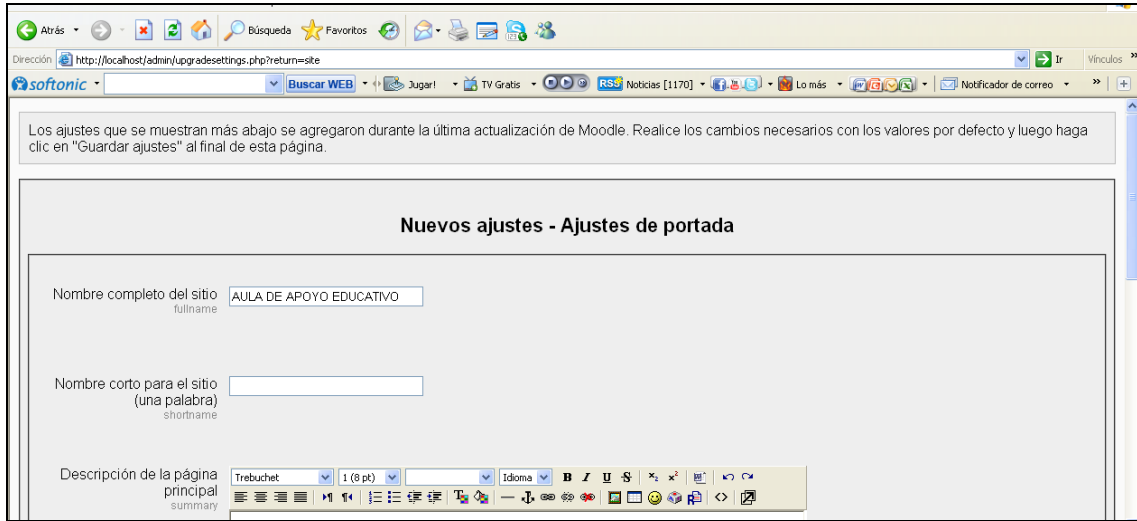 Atrás Búsqueda Favoritos
Dirección http://localhost/admin/upgradesettings.php?return=site Ir Vínculos »
softonic Buscar WEB Jugar! TV Gratis RSS Noticias [1170] Lo más Notificador de correo »
Los ajustes que se muestran más abajo se agregaron durante la última actualización de Moodle. Realice los cambios necesarios con los valores por defecto y luego haga
clic en "Guardar ajustes" al final de esta página.
Nuevos ajustes - Ajustes de portada
Nombre completo del sitio AULA DE APOYO EDUCATIVO
fullname
Nombre corto para el sitio
(una palabra)
shortname
Descripción de la página Trebuchet 1 (8 pt) Idioma B I U S x₂ x²
principal
summary